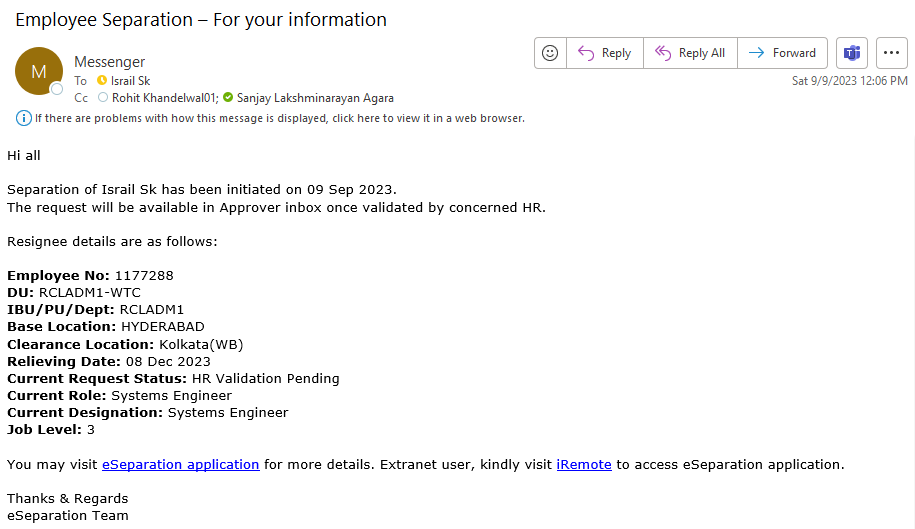 Employee Separation – For your information
M
Messenger
To Israil Sk
Cc Rohit Khandelwal01; Sanjay Lakshminarayan Agara
Reply
Reply All
Forward
Sat 9/9/2023 12:06 PM
If there are problems with how this message is displayed, click here to view it in a web browser.
Hi all
Separation of Israil Sk has been initiated on 09 Sep 2023.
The request will be available in Approver inbox once validated by concerned HR.
Resignee details are as follows:
Employee No: 1177288
DU: RCLADM1-WTC
IBU/PU/Dept: RCLADM1
Base Location: HYDERABAD
Clearance Location: Kolkata(WB)
Relieving Date: 08 Dec 2023
Current Request Status: HR Validation Pending
Current Role: Systems Engineer
Current Designation: Systems Engineer
Job Level: 3
You may visit eSeparation application for more details. Extranet user, kindly visit iRemote to access eSeparation application.
Thanks & Regards
eSeparation Team